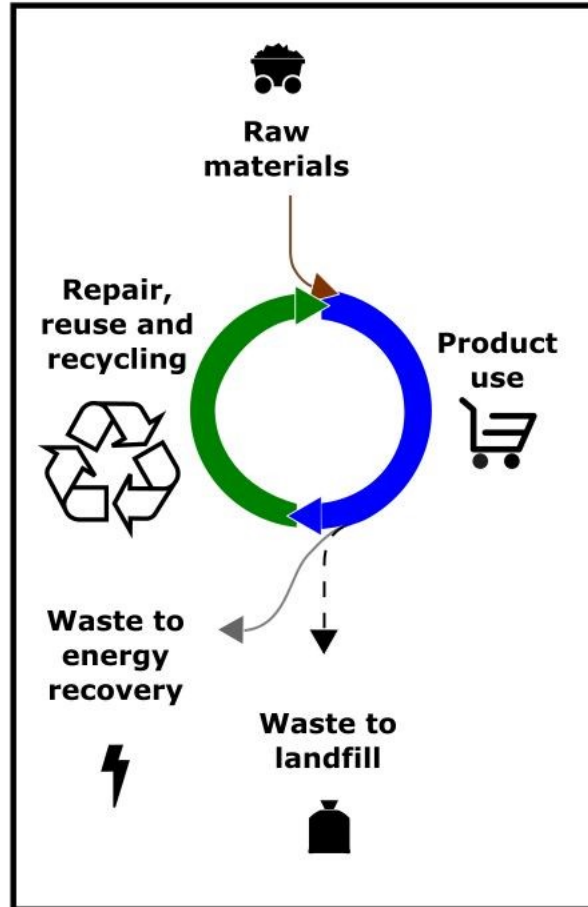 Raw
materials
Repair,
reuse and
recycling
Product
use
Waste to
energy
recovery
Waste to
landfill